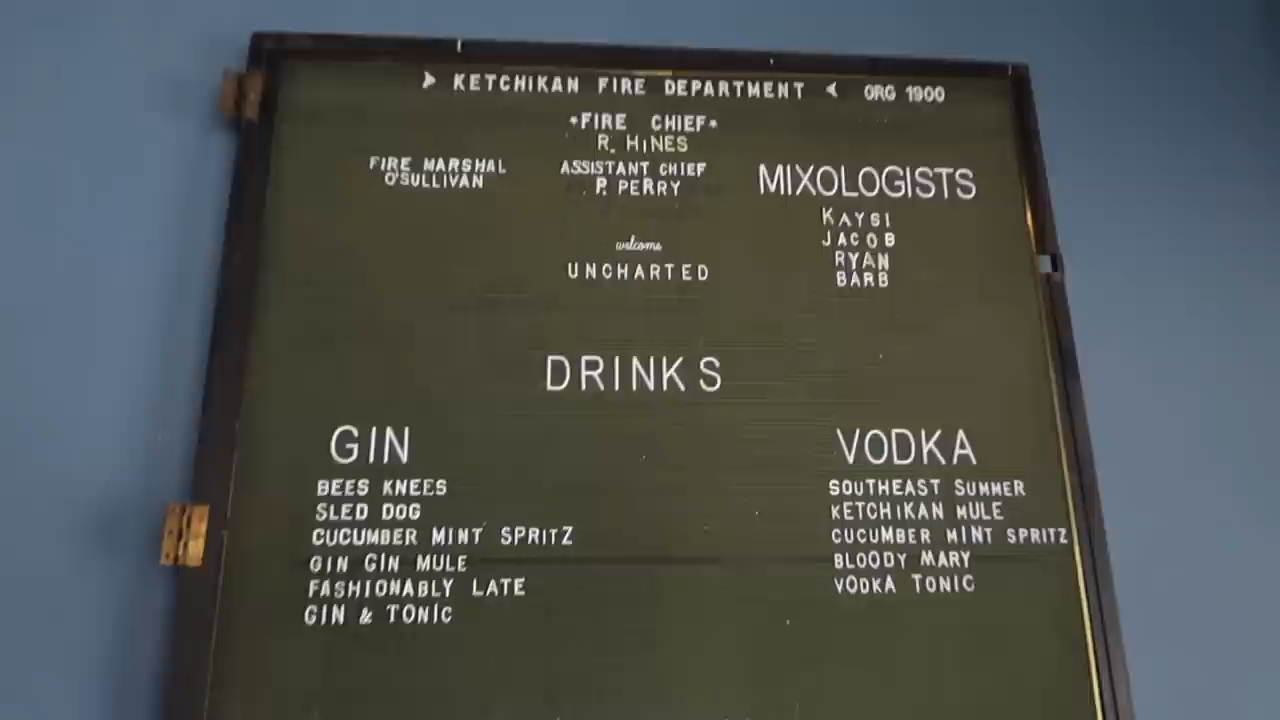 KETCHIKAN FIRE DEPARTMENT ORG 1900
*FIRE CHIEF*
R. HINES
FIRE MARSHAL
O'SULLIVAN
ASSISTANT CHIEF
P. PERRY
MIXOLOGISTS
KAYSI
JACOB
RYAN
BARB
welcome
UNCHARTED
DRINKS
GIN
BEES KNEES
SLED DOG
CUCUMBER MINT SPRITZ
GIN GIN MULE
FASHIONABLY LATE
GIN & TONIC
VODKA
SOUTHEAST SUMMER
KETCHIKAN MULE
CUCUMBER MINT SPRITZ
BLOODY MARY
VODKA TONIC